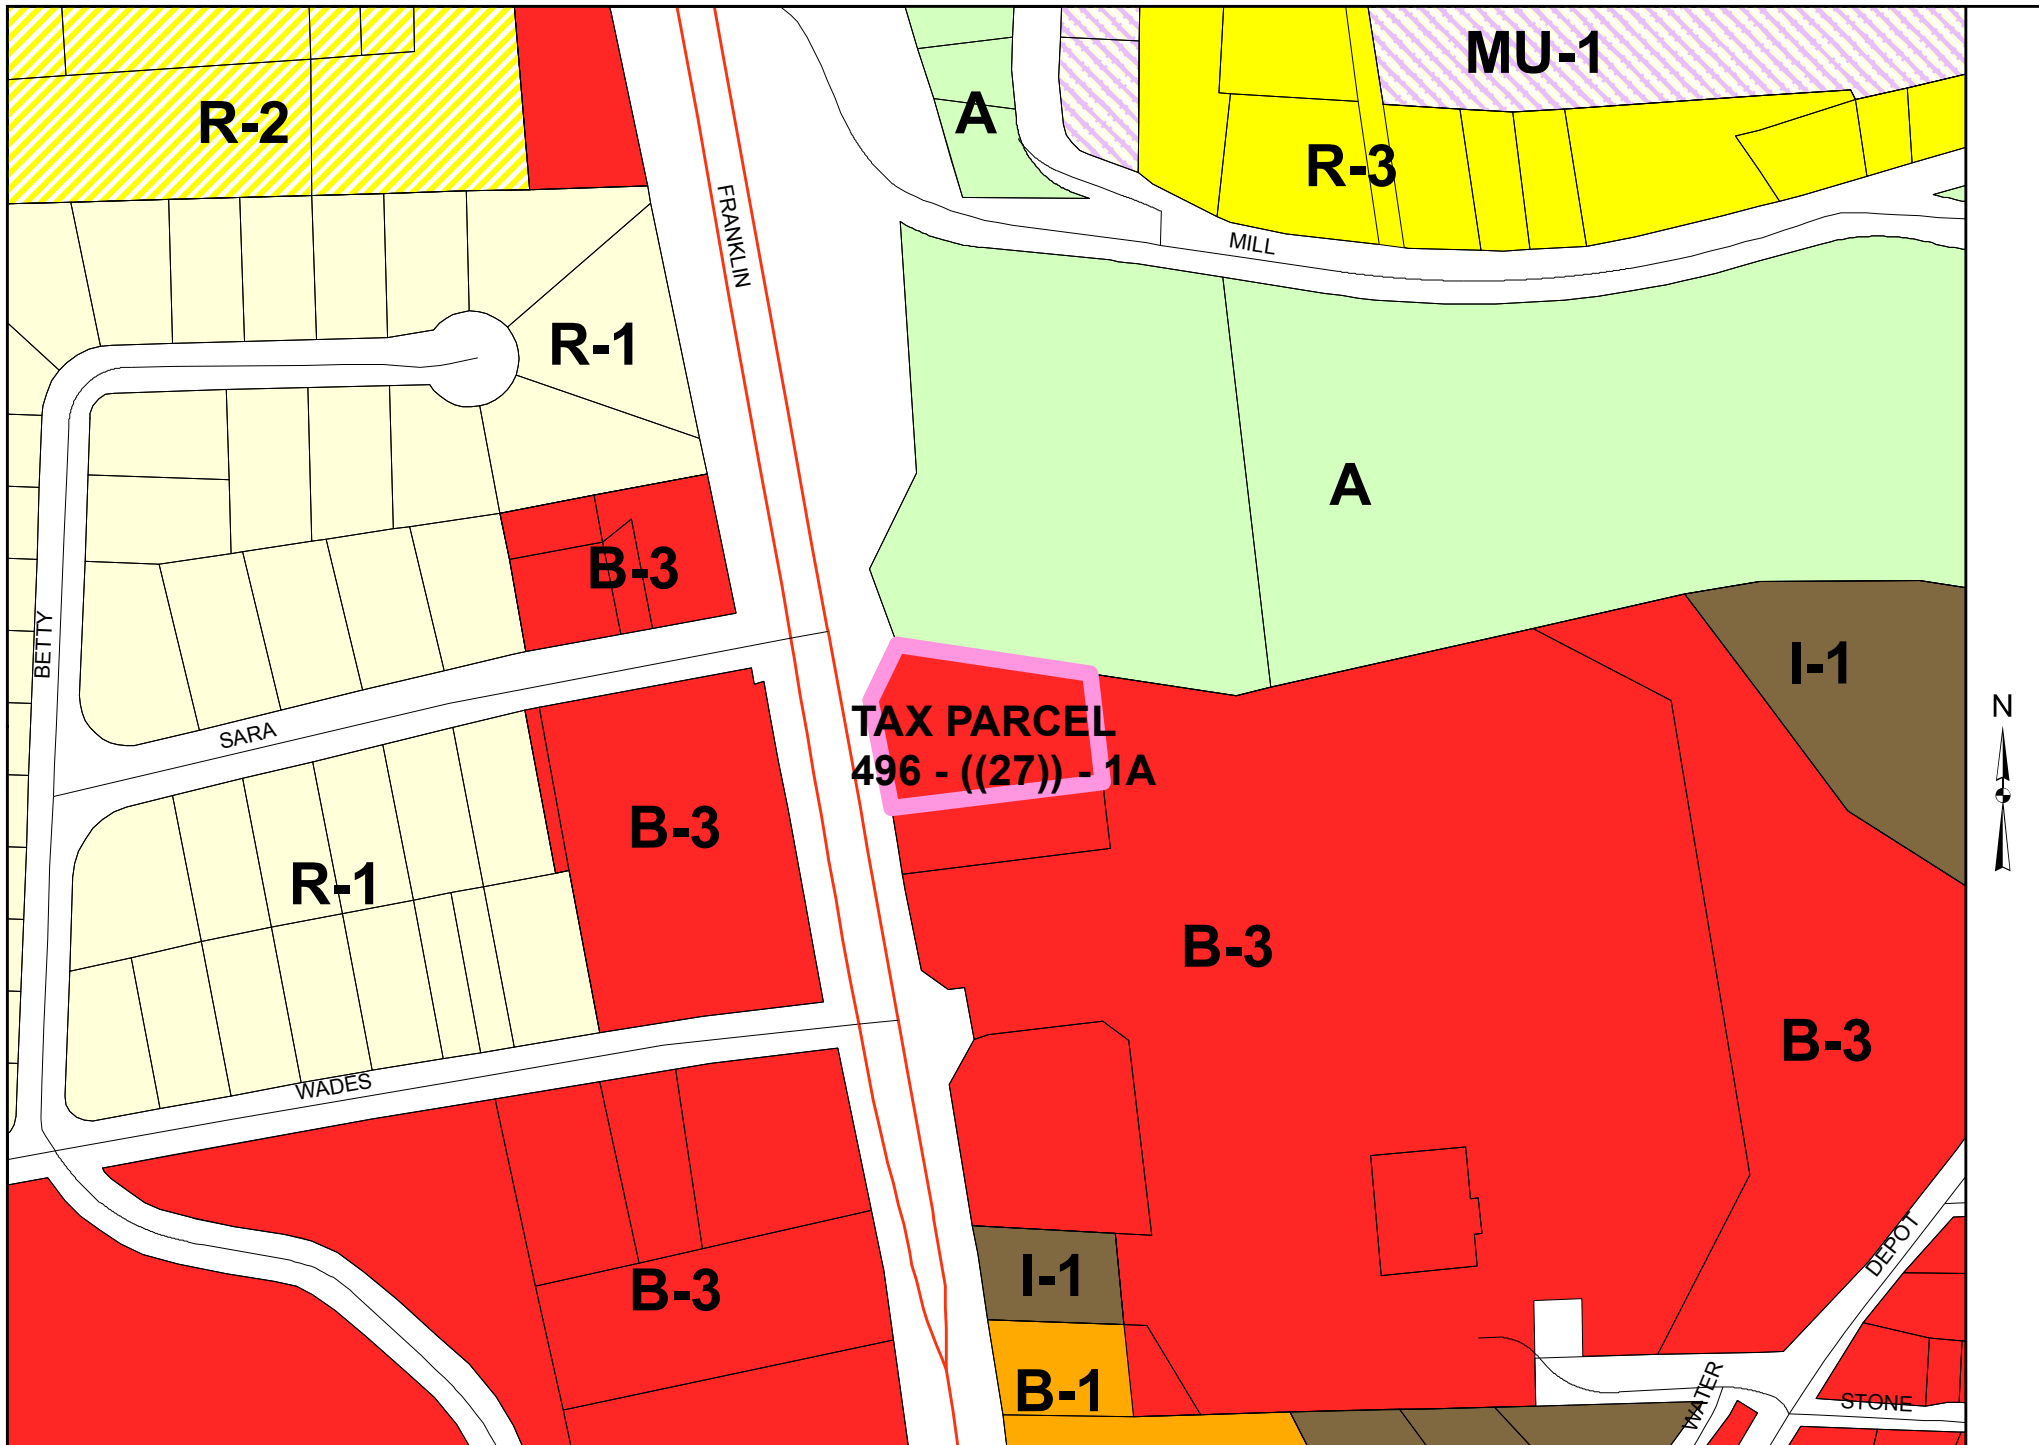 MU-1
R-2
A
R-3
FRANKLIN
MILL
R-1
A
B-3
BETTY
I-1
N
SARA
TAX PARCEL
496 - ((27)) - 1A
B-3
R-1
B-3
B-3
WADES
DEPOT
I-1
B-3
B-1
WATER
STONE